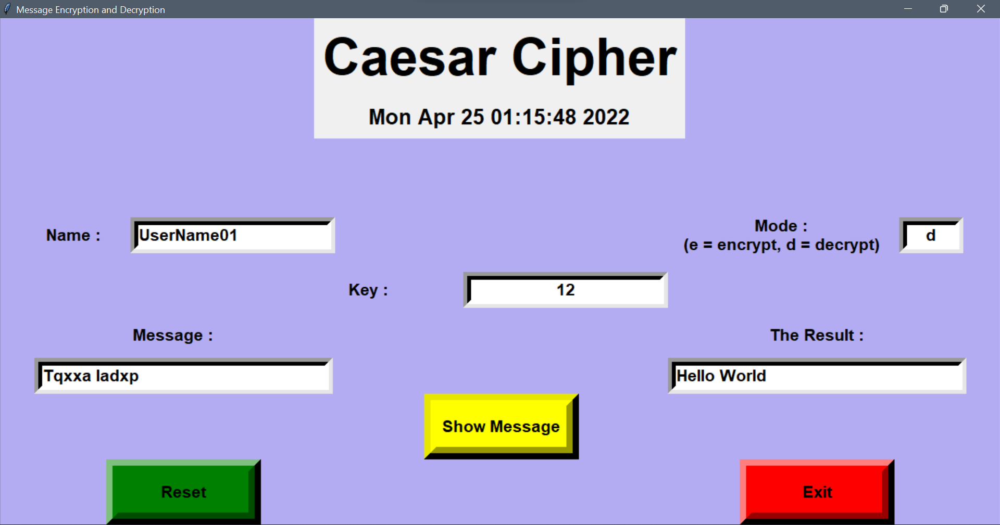 Message Encryption and Decryption
Caesar Cipher
Mon Apr 25 01:15:48 2022
Name :
UserName01
Mode :
(e = encrypt, d = decrypt)
d
Key :
12
Message :
The Result :
Tqxxa Iadxp
Hello World
Show Message
Reset
Exit